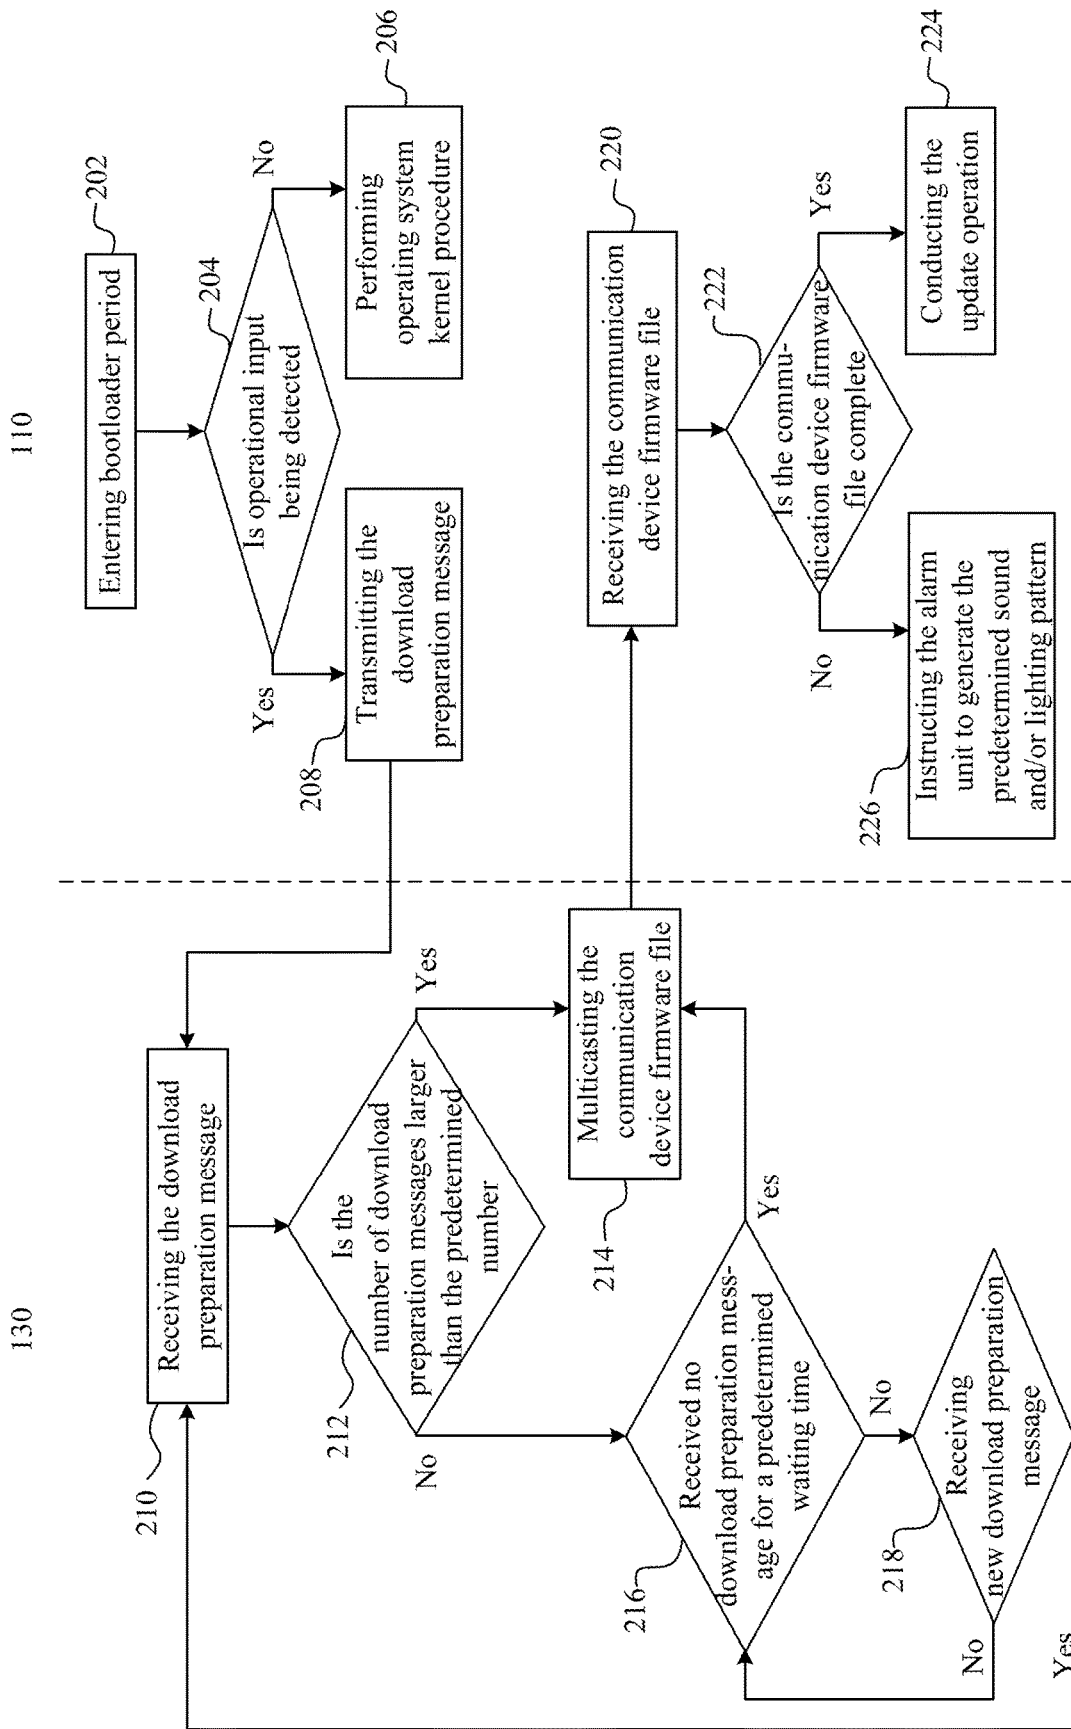 130
110
Entering bootloader period
202
Is operational input
being detected
204
Yes
No
Performing
operating system
kernel procedure
206
Transmitting the
download
preparation message
208
Receiving the download
preparation message
210
Is the
number of download
preparation messages larger
than the predetermined
number
212
Yes
No
Multicasting the
communication
device firmware file
214
Received no
download preparation mess-
age for a predetermined
waiting time
216
Yes
No
Receiving
new download preparation
message
218
No
Yes
Receiving the communication
device firmware file
220
Is the commu-
nication device firmware
file complete
222
Yes
No
Conducting the
update operation
224
Instructing the alarm
unit to generate the
predetermined sound
and/or lighting pattern
226